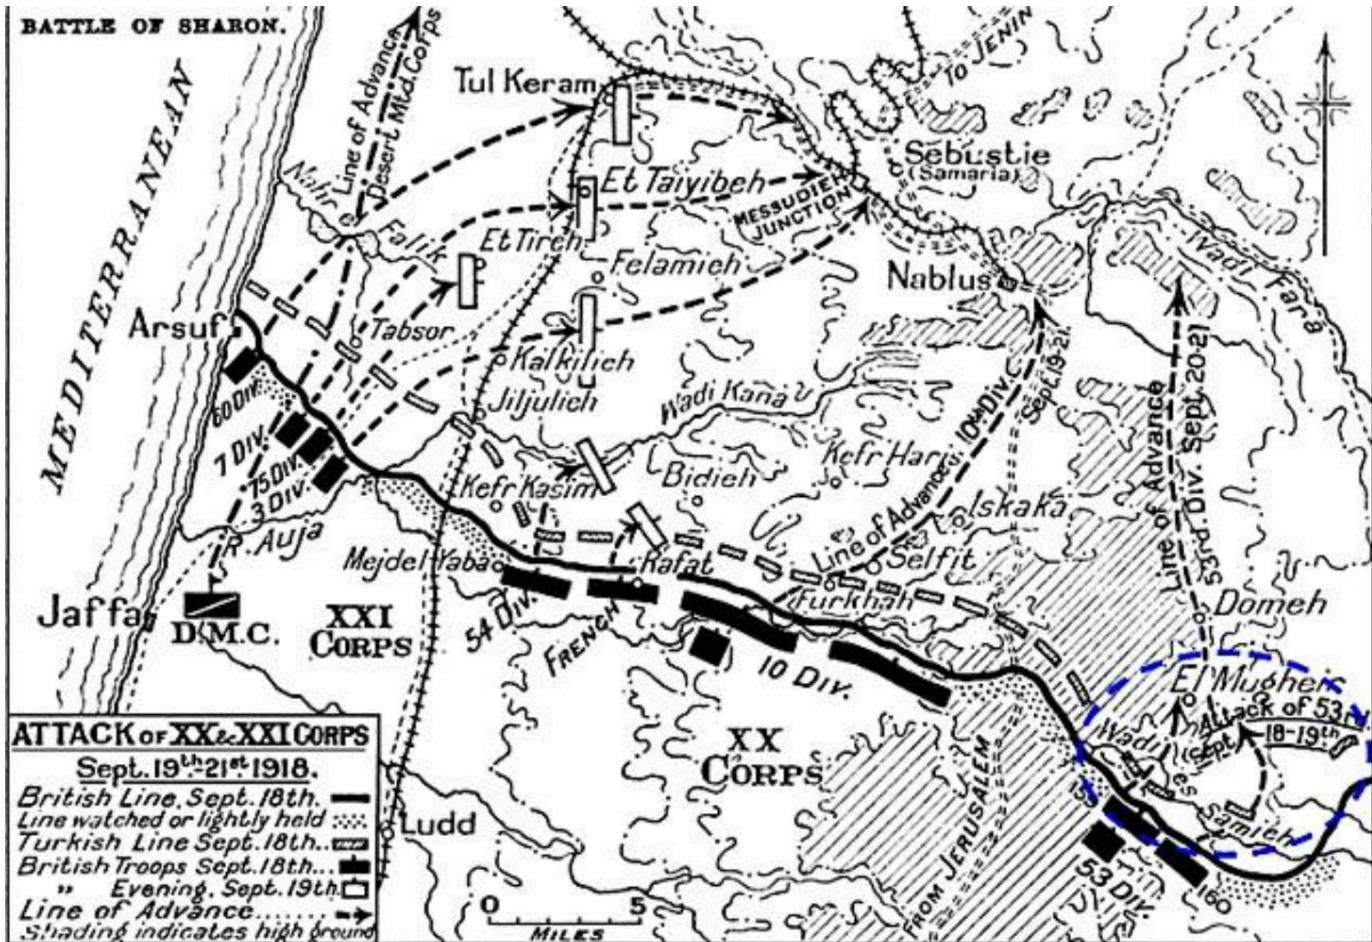 BATTLE OF SHARON.
MEDITERRANEAN
Line of Advance
Desert Mtd. Corps
TO JENIN
Tul Keram
Sebustie
(Samaria)
Et Taiyibeh
MESSUDIEH
JUNCTION
Nahr el Falik
Et Tireh
Felamieh
Nablus
Wadi Fara
Arsuf
Tabsor
Kalkilieh
Jiljulieh
Wadi Kana
60 Div.
7 DIV.
75 DIV.
3 DIV.
Line of Advance 10th Div.
Sept. 19-21
Line of Advance
53rd Div. Sept. 20-21
Kefr Kasim
Bidieh
Kefr Hari
Iskaka
R. Auja
Mejdel Yaba
Rafat
Selfit
Furkhah
Domeh
Jaffa
D.M.C.
XXI
CORPS
54 DIV.
FRENCH
10 DIV.
El Mugheir
Attack of 53rd
(Sept. 18-19th
Wadi es Samieh
XX
CORPS
FROM JERUSALEM
53 DIV.
160
Ludd
ATTACK OF XX & XXI CORPS
Sept. 19th-21st 1918.
British Line, Sept. 18th.
Line watched or lightly held
Turkish Line Sept. 18th...
British Troops Sept. 18th...
" Evening, Sept. 19th
Line of Advance.......
Shading indicates high ground
0 5
MILES